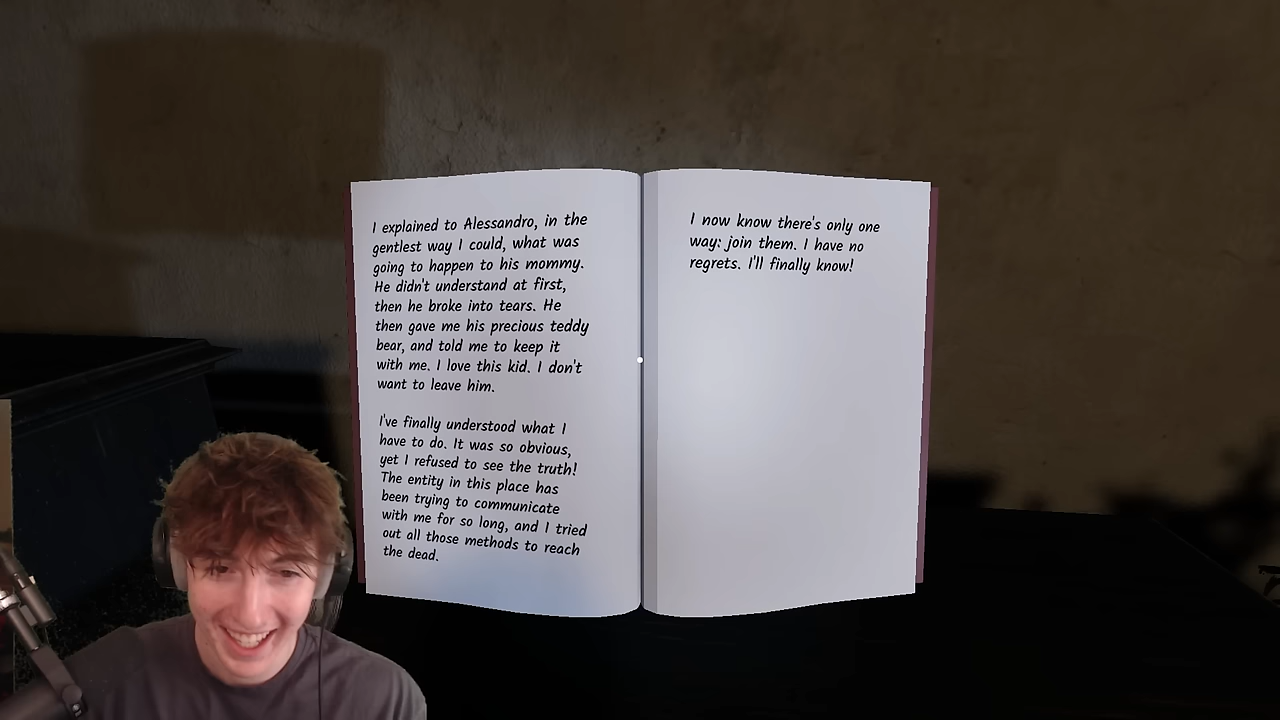 I explained to Alessandro, in the
gentlest way I could, what was
going to happen to his mommy.
He didn't understand at first,
then he broke into tears. He
then gave me his precious teddy
bear, and told me to keep it
with me. I love this kid. I don't
want to leave him.
I've finally understood what I
have to do. It was so obvious,
yet I refused to see the truth!
The entity in this place has
been trying to communicate
with me for so long, and I tried
out all those methods to reach
the dead.
I now know there's only one
way: join them. I have no
regrets. I'll finally know!